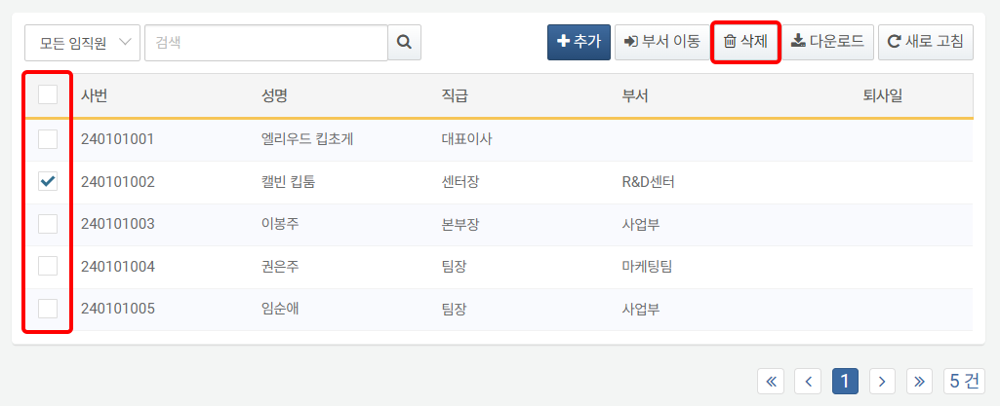 모든 임직원 검색 추가 부서 이동 삭제 다운로드 새로 고침
사번 성명 직급 부서 퇴사일
240101001 엘리우드 킵초게 대표이사
240101002 캘빈 킵툼 센터장 R&D센터
240101003 이봉주 본부장 사업부
240101004 권은주 팀장 마케팅팀
240101005 임순애 팀장 사업부
« ‹ 1 › » 5 건